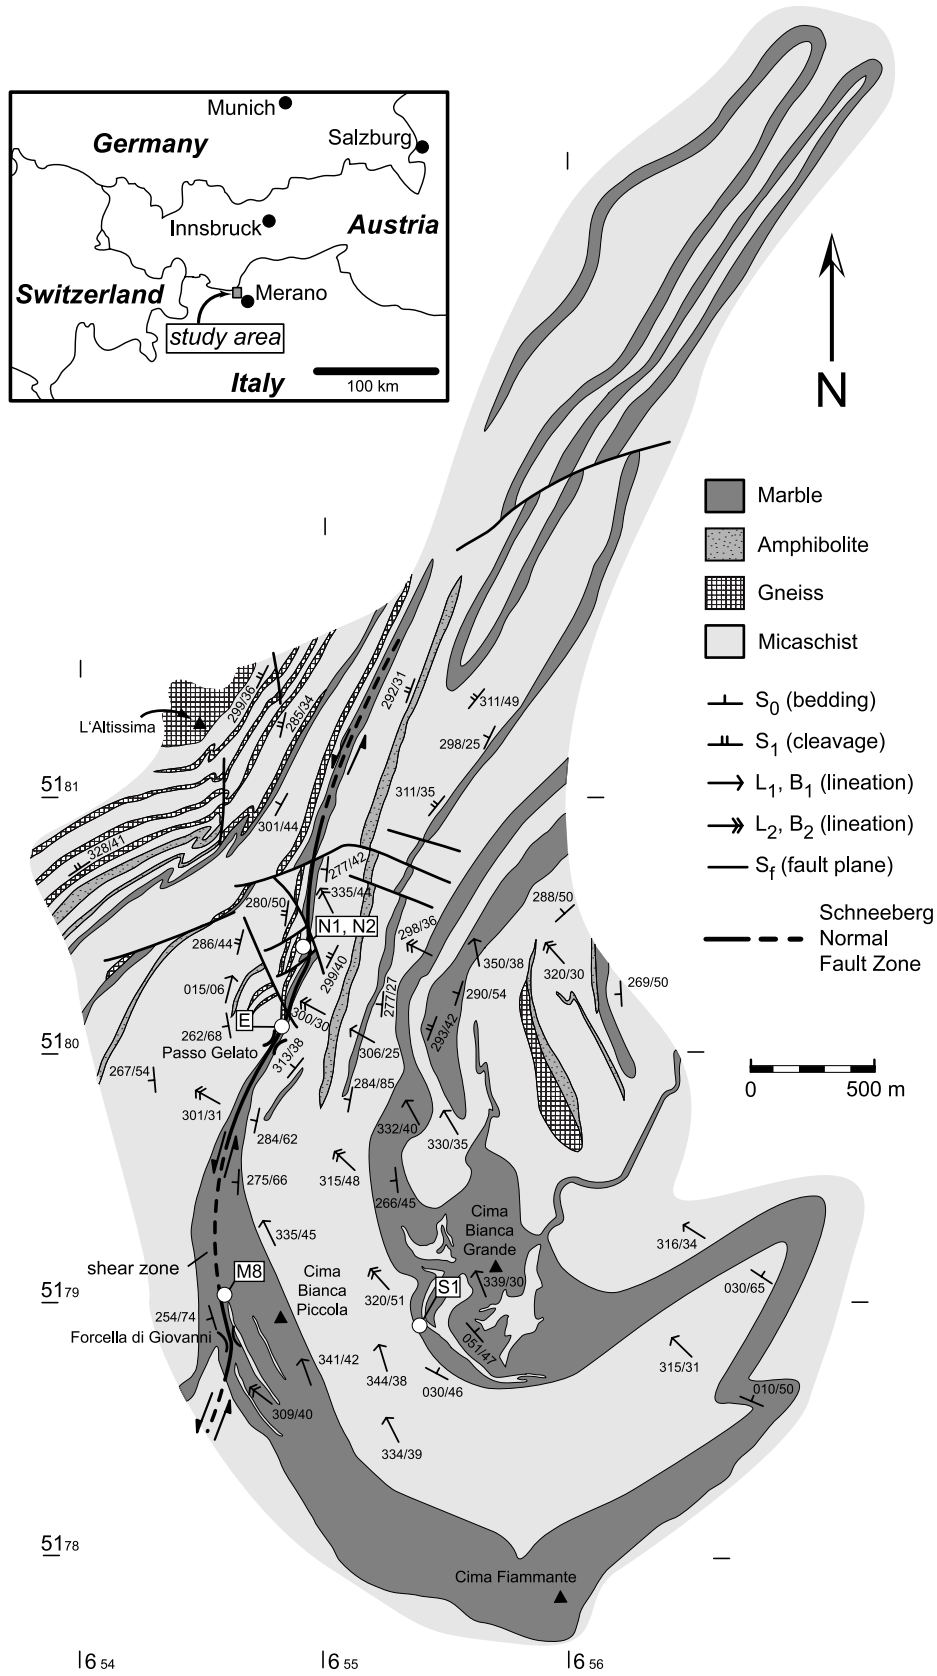 Munich
Germany
Salzburg
Innsbruck
Austria
Switzerland
Merano
study area
Italy
100 km
N
Marble
Amphibolite
Gneiss
Micaschist
S0 (bedding)
S1 (cleavage)
L1, B1 (lineation)
L2, B2 (lineation)
Sf (fault plane)
Schneeberg
Normal
Fault Zone
0 500 m
299/36
285/34
292/31
311/49
L'Altissima
298/25
5181
311/35
301/44
328/41
277/42
335/44
280/50
288/50
N1, N2
298/36
286/44
350/38
320/30
299/40
269/50
015/06
277/27
290/54
300/30
E
293/42
262/68
5180
Passo Gelato
306/25
313/38
267/54
284/85
301/31
332/40
330/35
284/62
315/48
275/66
266/45
Cima
Bianca
Grande
335/45
316/34
shear zone
M8
Cima
Bianca
Piccola
339/30
S1
030/65
320/51
5179
254/74
Forcella di Giovanni
051/47
341/42
344/38
030/46
315/31
010/50
309/40
334/39
5178
Cima Fiammante
6 54
6 55
6 56